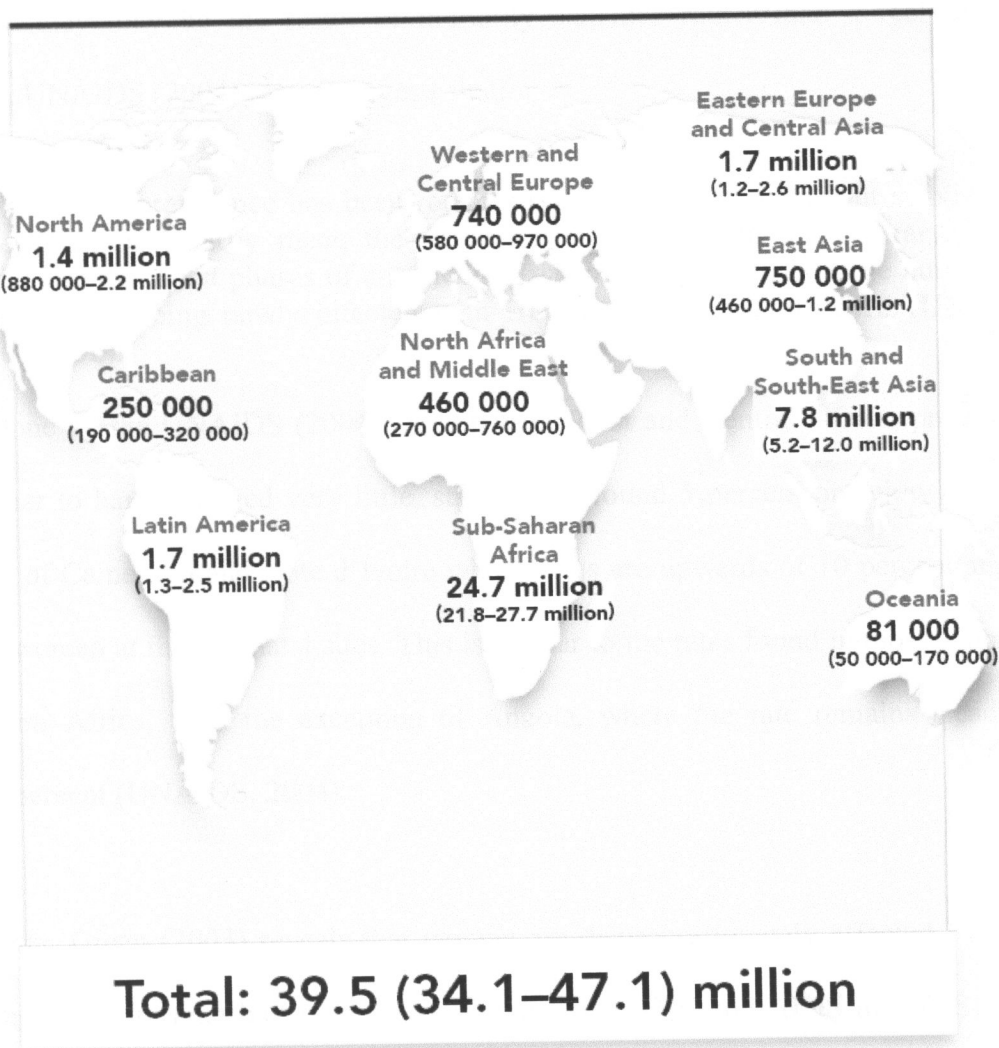 Eastern Europe
and Central Asia
1.7 million
(1.2–2.6 million)
Western and
Central Europe
740 000
(580 000–970 000)
North America
1.4 million
(880 000–2.2 million)
East Asia
750 000
(460 000–1.2 million)
North Africa
and Middle East
460 000
(270 000–760 000)
South and
South-East Asia
7.8 million
(5.2–12.0 million)
Caribbean
250 000
(190 000–320 000)
Latin America
1.7 million
(1.3–2.5 million)
Sub-Saharan
Africa
24.7 million
(21.8–27.7 million)
Oceania
81 000
(50 000–170 000)
Total: 39.5 (34.1–47.1) million